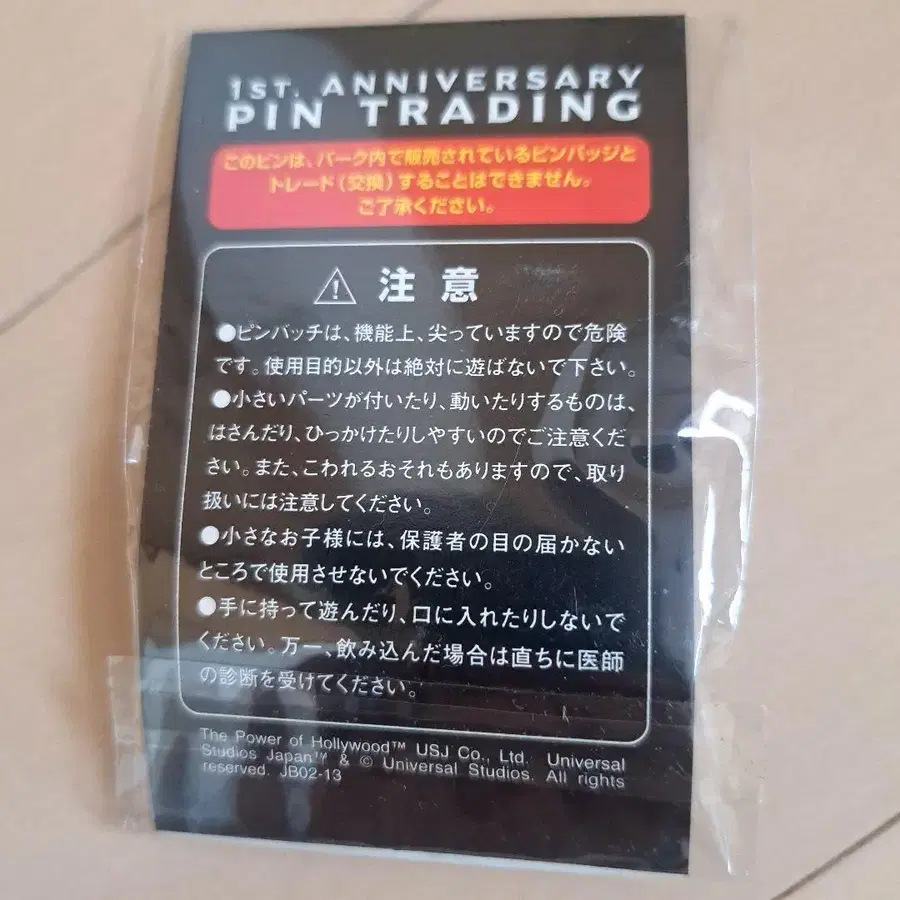 1ST. ANNIVERSARY
PIN TRADING
このピンは、パーク内で販売されているピンバッジと
トレード(交換)することはできません。
ご了承ください。
注意
●ピンバッチは、機能上、尖っていますので危険
です。使用目的以外は絶対に遊ばないで下さい。
●小さいパーツが付いたり、動いたりするものは、
はさんだり、ひっかけたりしやすいのでご注意くだ
さい。また、こわれるおそれもありますので、取り
扱いには注意してください。
●小さなお子様には、保護者の目の届かない
ところで使用させないでください。
●手に持って遊んだり、口に入れたりしないで
ください。万一、飲み込んだ場合は直ちに医師
の診断を受けてください。
The Power of Hollywood™ USJ Co., Ltd. Universal
Studios Japan™ & © Universal Studios. All rights
reserved. JB02-13